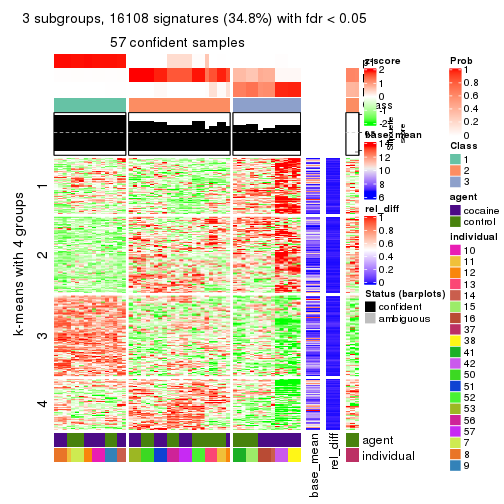 3 subgroups, 16108 signatures (34.8%) with fdr < 0.05
57 confident samples
k-means with 4 groups
1
2
3
4
base_mean
rel_diff
agent
individual
z-score
2
1
0
-1
-2
base_mean
14
12
10
8
6
rel_diff
1
0.8
0.6
0.4
0.2
0
Status (barplots)
confident
ambiguous
Prob
1
0.8
0.6
0.4
0.2
0
Class
1
2
3
agent
cocaine
control
individual
10
11
12
13
14
15
16
37
38
41
42
50
51
52
53
56
57
7
8
9